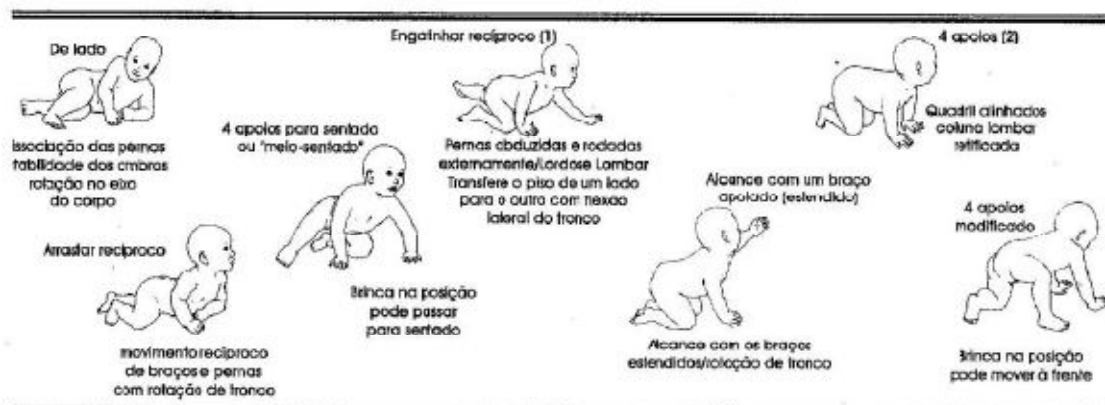 De lado
issociação das pernas
tabilidade dos ombros
rotação no eixo
do corpo
Arrastar recíproco
movimento recíproco
de braços e pernas
com rotação de tronco
4 apoios para sentado
ou "meio-sentado"
Brinca na posição
pode passar
para sentado
Engatinhar recíproco (1)
Pernas abduzidas e rodadas
externamente/Lordose Lombar
Transfere o piso de um lado
para o outro com flexão
lateral do tronco
Alcance com um braço
apoiado (estendido)
Alcance com os braços
estendidos/rotação de tronco
4 apoios (2)
Quadril alinhados
coluna lombar
retificada
4 apoios
modificado
Brinca na posição
pode mover à frente